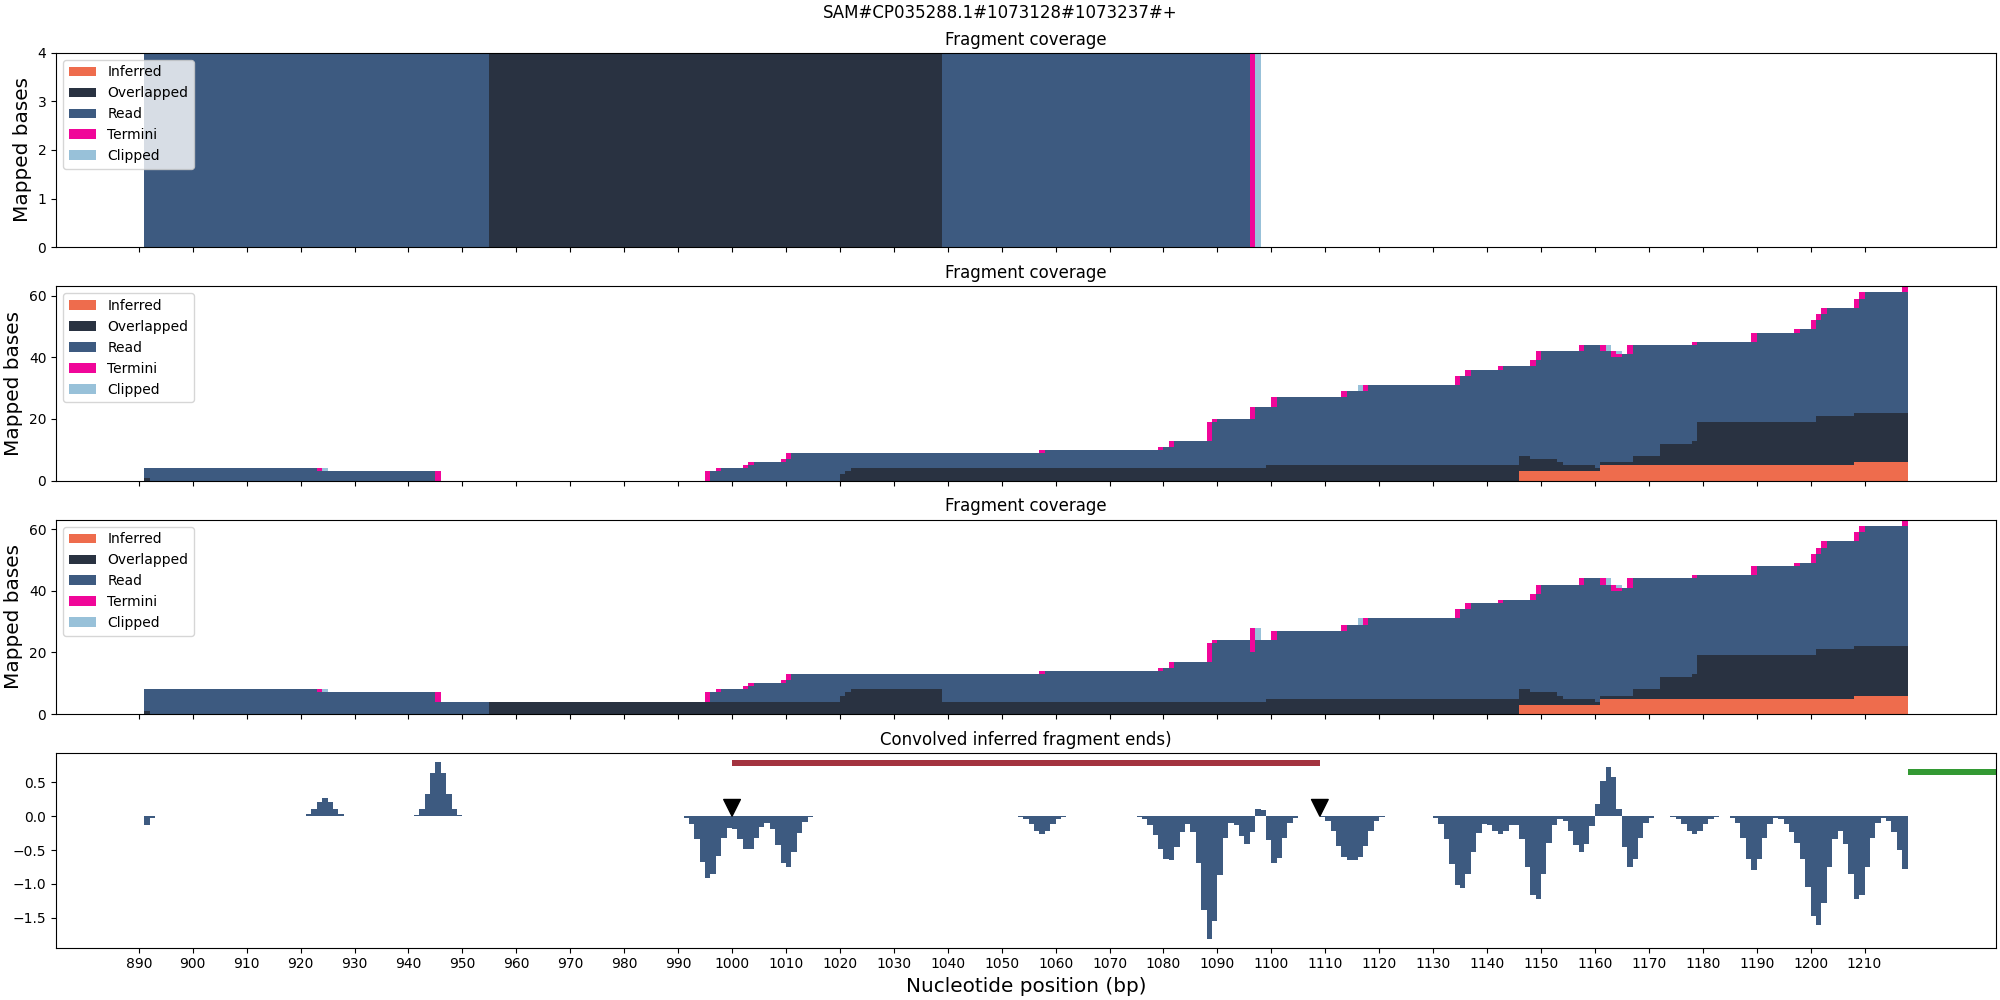 SAM#CP035288.1#1073128#1073237#+
Fragment coverage
Mapped bases
4
3
2
1
0
Inferred
Overlapped
Read
Termini
Clipped
Fragment coverage
Mapped bases
60
40
20
0
Inferred
Overlapped
Read
Termini
Clipped
Fragment coverage
Mapped bases
60
40
20
0
Inferred
Overlapped
Read
Termini
Clipped
Convolved inferred fragment ends)
0.5
0.0
−0.5
−1.0
−1.5
890 900 910 920 930 940 950 960 970 980 990 1000 1010 1020 1030 1040 1050 1060 1070 1080 1090 1100 1110 1120 1130 1140 1150 1160 1170 1180 1190 1200 1210
Nucleotide position (bp)